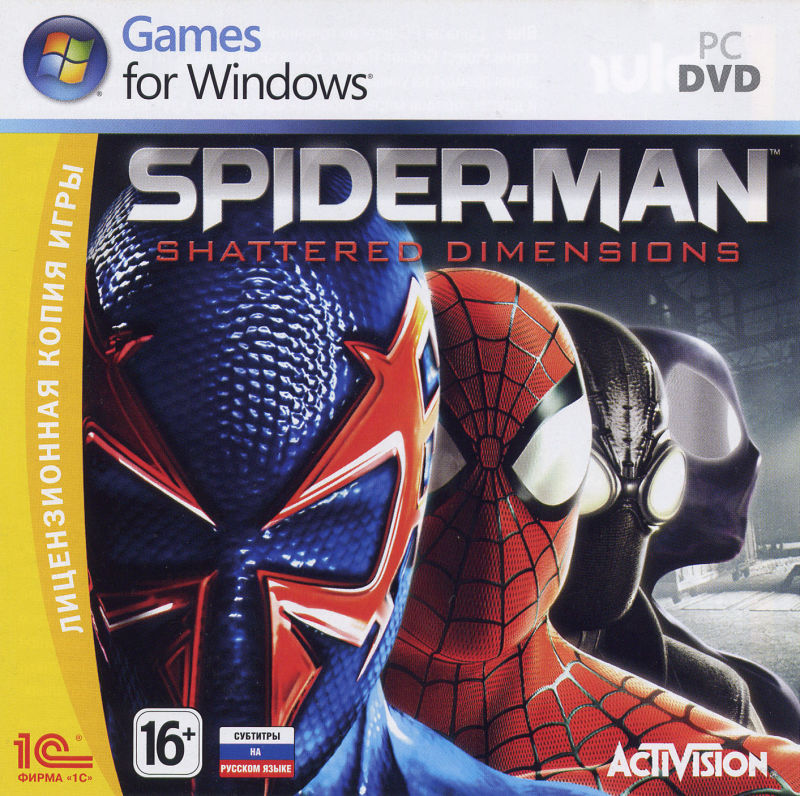 Games
for Windows®
PC
DVD
SPIDER-MAN™
SHATTERED DIMENSIONS
ЛИЦЕНЗИОННАЯ КОПИЯ ИГРЫ
1С®
ФИРМА «1С»
16+
СУБТИТРЫ
НА
РУССКОМ ЯЗЫКЕ
ACTIVISION